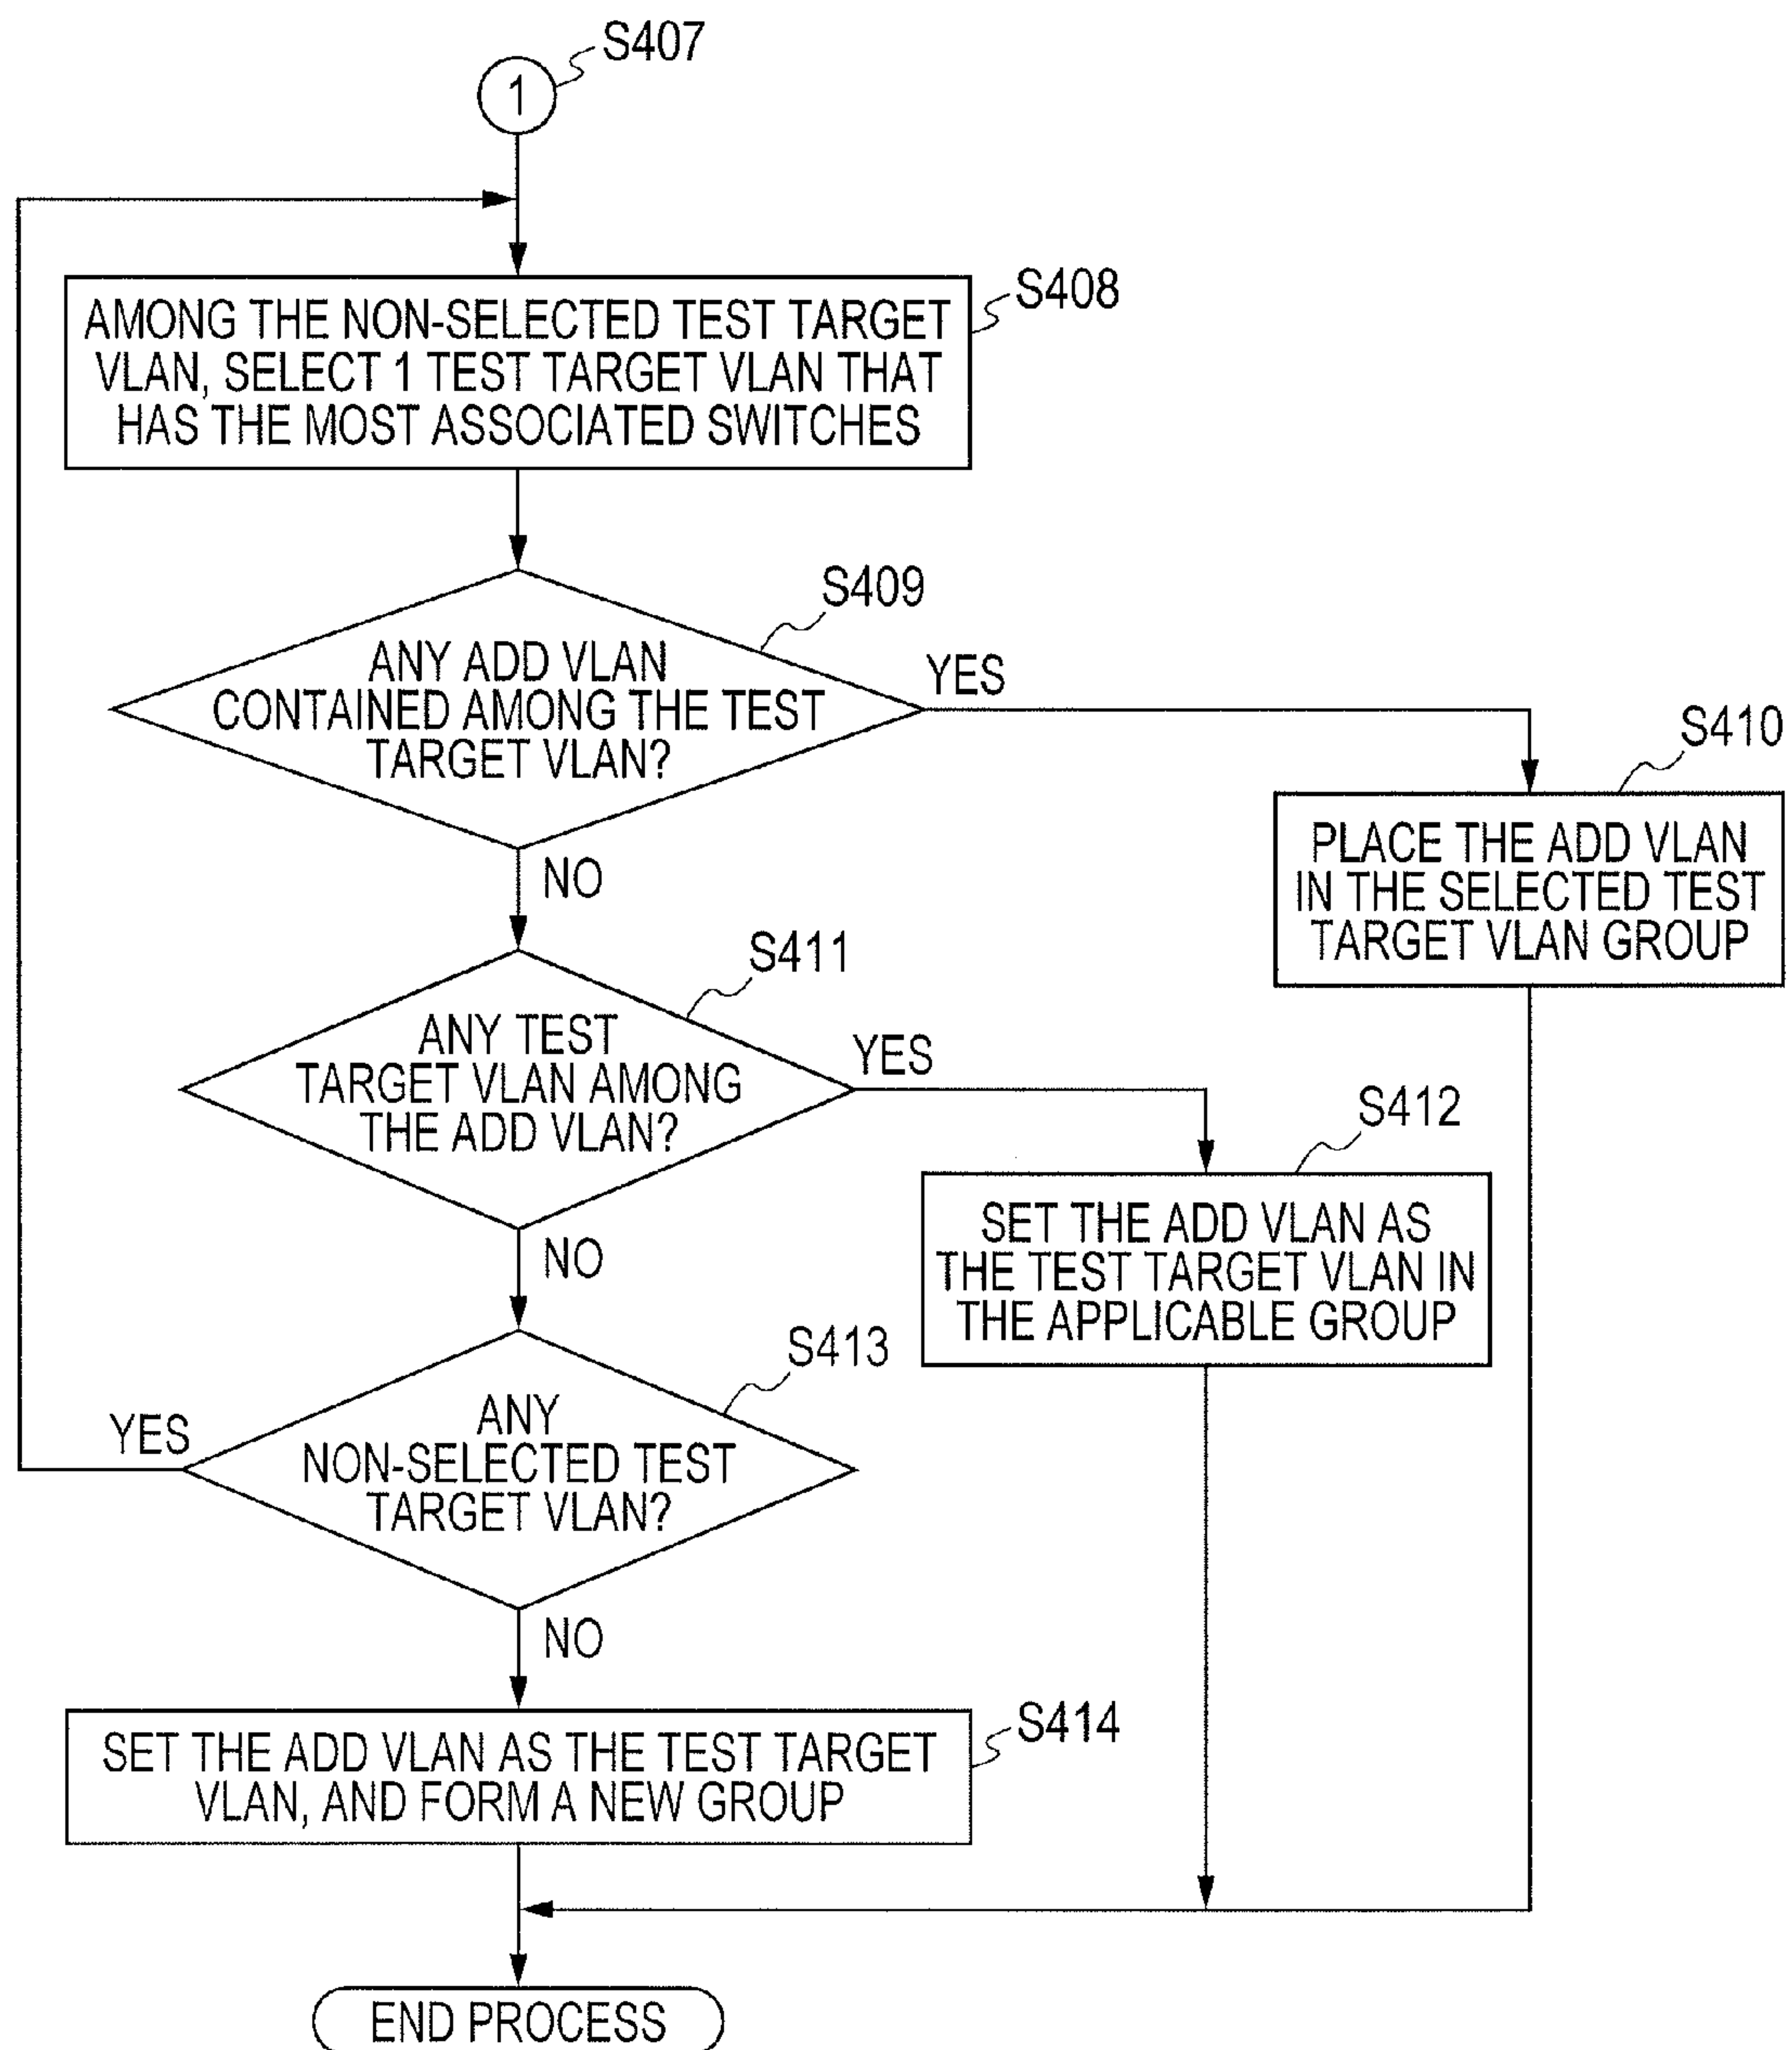 S407
1
S408
AMONG THE NON-SELECTED TEST TARGET
VLAN, SELECT 1 TEST TARGET VLAN THAT
HAS THE MOST ASSOCIATED SWITCHES
S409
ANY ADD VLAN
CONTAINED AMONG THE TEST
TARGET VLAN?
YES
NO
S410
PLACE THE ADD VLAN
IN THE SELECTED TEST
TARGET VLAN GROUP
S411
ANY TEST
TARGET VLAN AMONG
THE ADD VLAN?
YES
NO
S412
SET THE ADD VLAN AS
THE TEST TARGET VLAN IN
THE APPLICABLE GROUP
S413
ANY
NON-SELECTED TEST
TARGET VLAN?
YES
NO
S414
SET THE ADD VLAN AS THE TEST TARGET
VLAN, AND FORM A NEW GROUP
END PROCESS